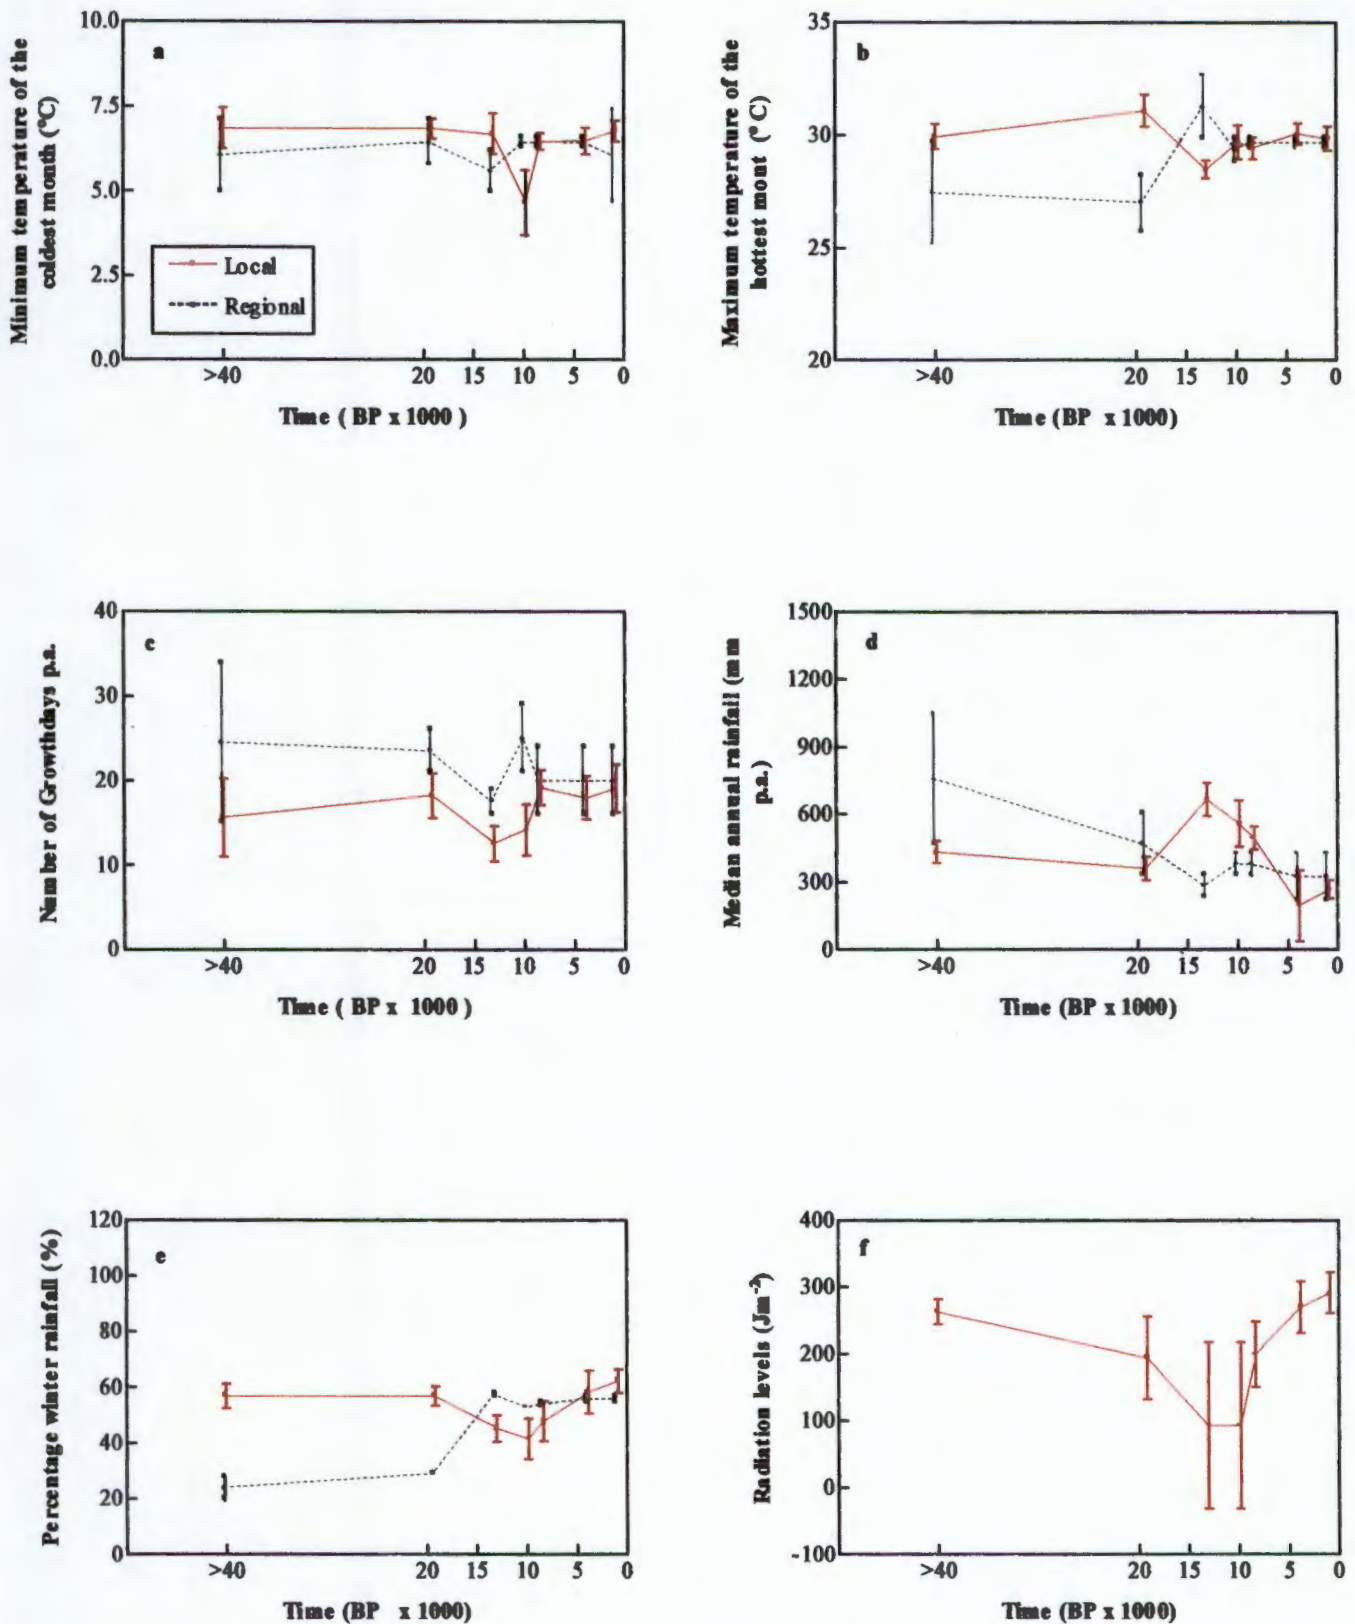 a
Minimum temperature of the
coldest month (°C)
10.0
7.5
5.0
2.5
0.0
Local
Regional
>40 20 15 10 5 0
Time ( BP x 1000 )
b
Maximum temperature of the
hottest mont (° C)
35
30
25
20
>40 20 15 10 5 0
Time (BP x 1000)
c
Number of Growthdays p.a.
40
30
20
10
0
>40 20 15 10 5 0
Time ( BP x 1000 )
d
Median annual rainfall (mm
p.a.)
1500
1200
900
600
300
0
>40 20 15 10 5 0
Time (BP x 1000)
e
Percentage winter rainfall (%)
120
100
80
60
40
20
0
>40 20 15 10 5 0
Time (BP x 1000)
f
Radiation levels (Jm-2)
400
300
200
100
0
-100
>40 20 15 10 5 0
Time (BP x 1000)